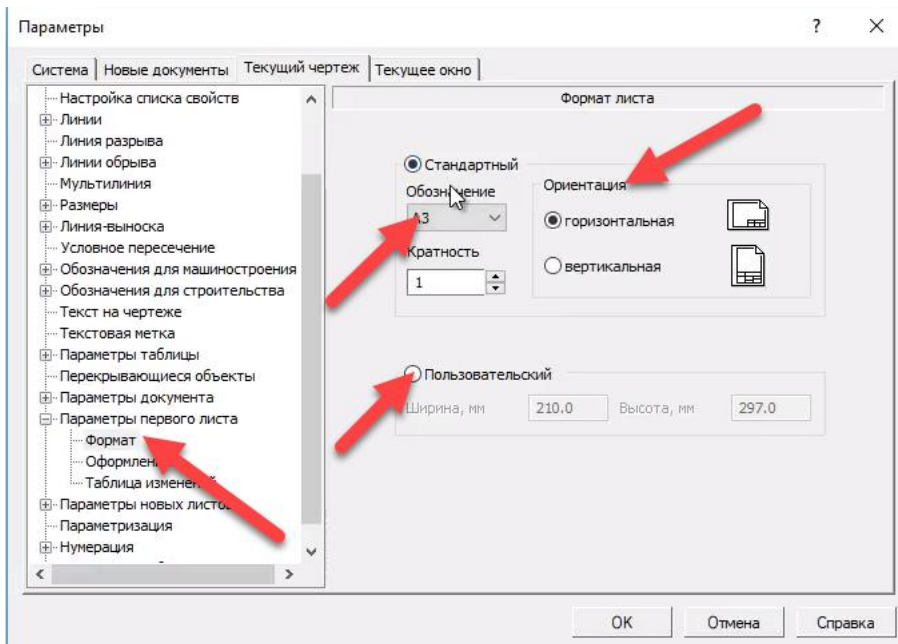 Параметры
?
Система
Новые документы
Текущий чертеж
Текущее окно
Настройка списка свойств
Линии
Линия разрыва
Линии обрыва
Мультилиния
Размеры
Линия-выноска
Условное пересечение
Обозначения для машиностроения
Обозначения для строительства
Текст на чертеже
Текстовая метка
Параметры таблицы
Перекрывающиеся объекты
Параметры документа
Параметры первого листа
Формат
Таблица
Параметры новых
Параметризация
Нумерация
Формат листа
Стандартный
Обозначение
А3
Кратность
1
Ориентация
горизонтальная
вертикальная
Пользовательский
Ширина, мм 210.0 Высота, мм 297.0
OK Отмена Справка